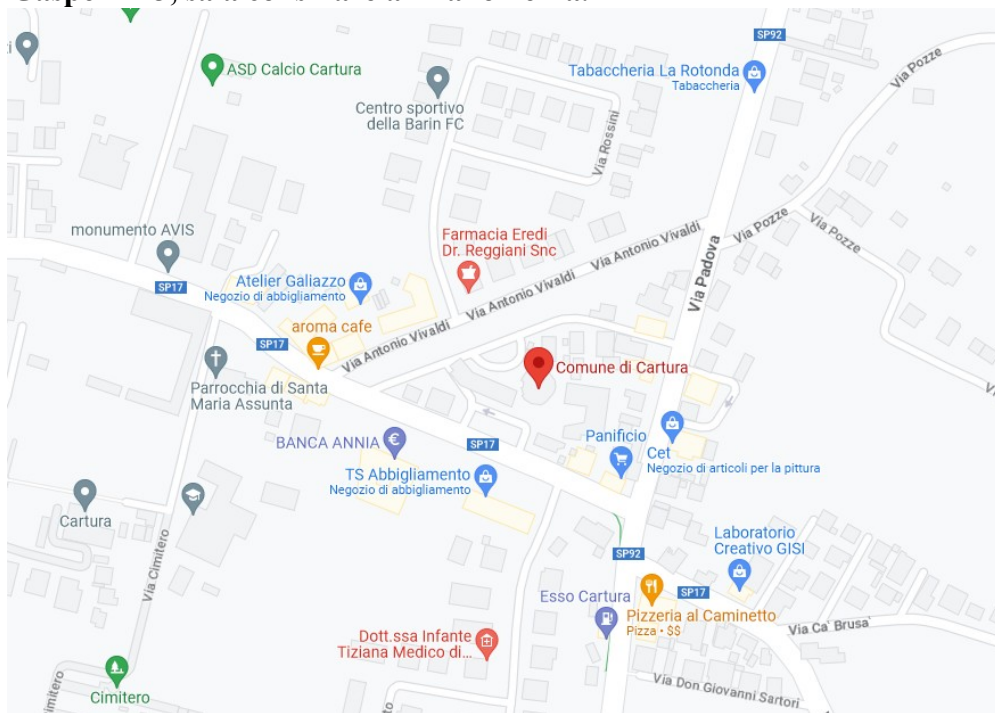 SP92
ASD Calcio Cartura
Tabaccheria La Rotonda
Tabaccheria
Via Pozze
Centro sportivo
della Barin FC
Via Rossini
monumento AVIS
Farmacia Eredi
Dr. Reggiani Snc
Via Antonio Vivaldi
Via Pozze
Via Pozze
Via Padova
SP17
Atelier Galiazzo
Negozio di abbigliamento
Via Antonio Vivaldi
aroma cafe
SP17
Via Antonio Vivaldi
Comune di Cartura
Parrocchia di Santa
Maria Assunta
BANCA ANNIA
SP17
Panificio
Cet
Negozio di articoli per la pittura
TS Abbigliamento
Negozio di abbigliamento
Cartura
Via Cimitero
Laboratorio
Creativo GISI
SP92
SP17
Esso Cartura
Pizzeria al Caminetto
Pizza • $$
Via Ca' Brusa'
Dott.ssa Infante
Tiziana Medico di...
Via Don Giovanni Sartori
Cimitero